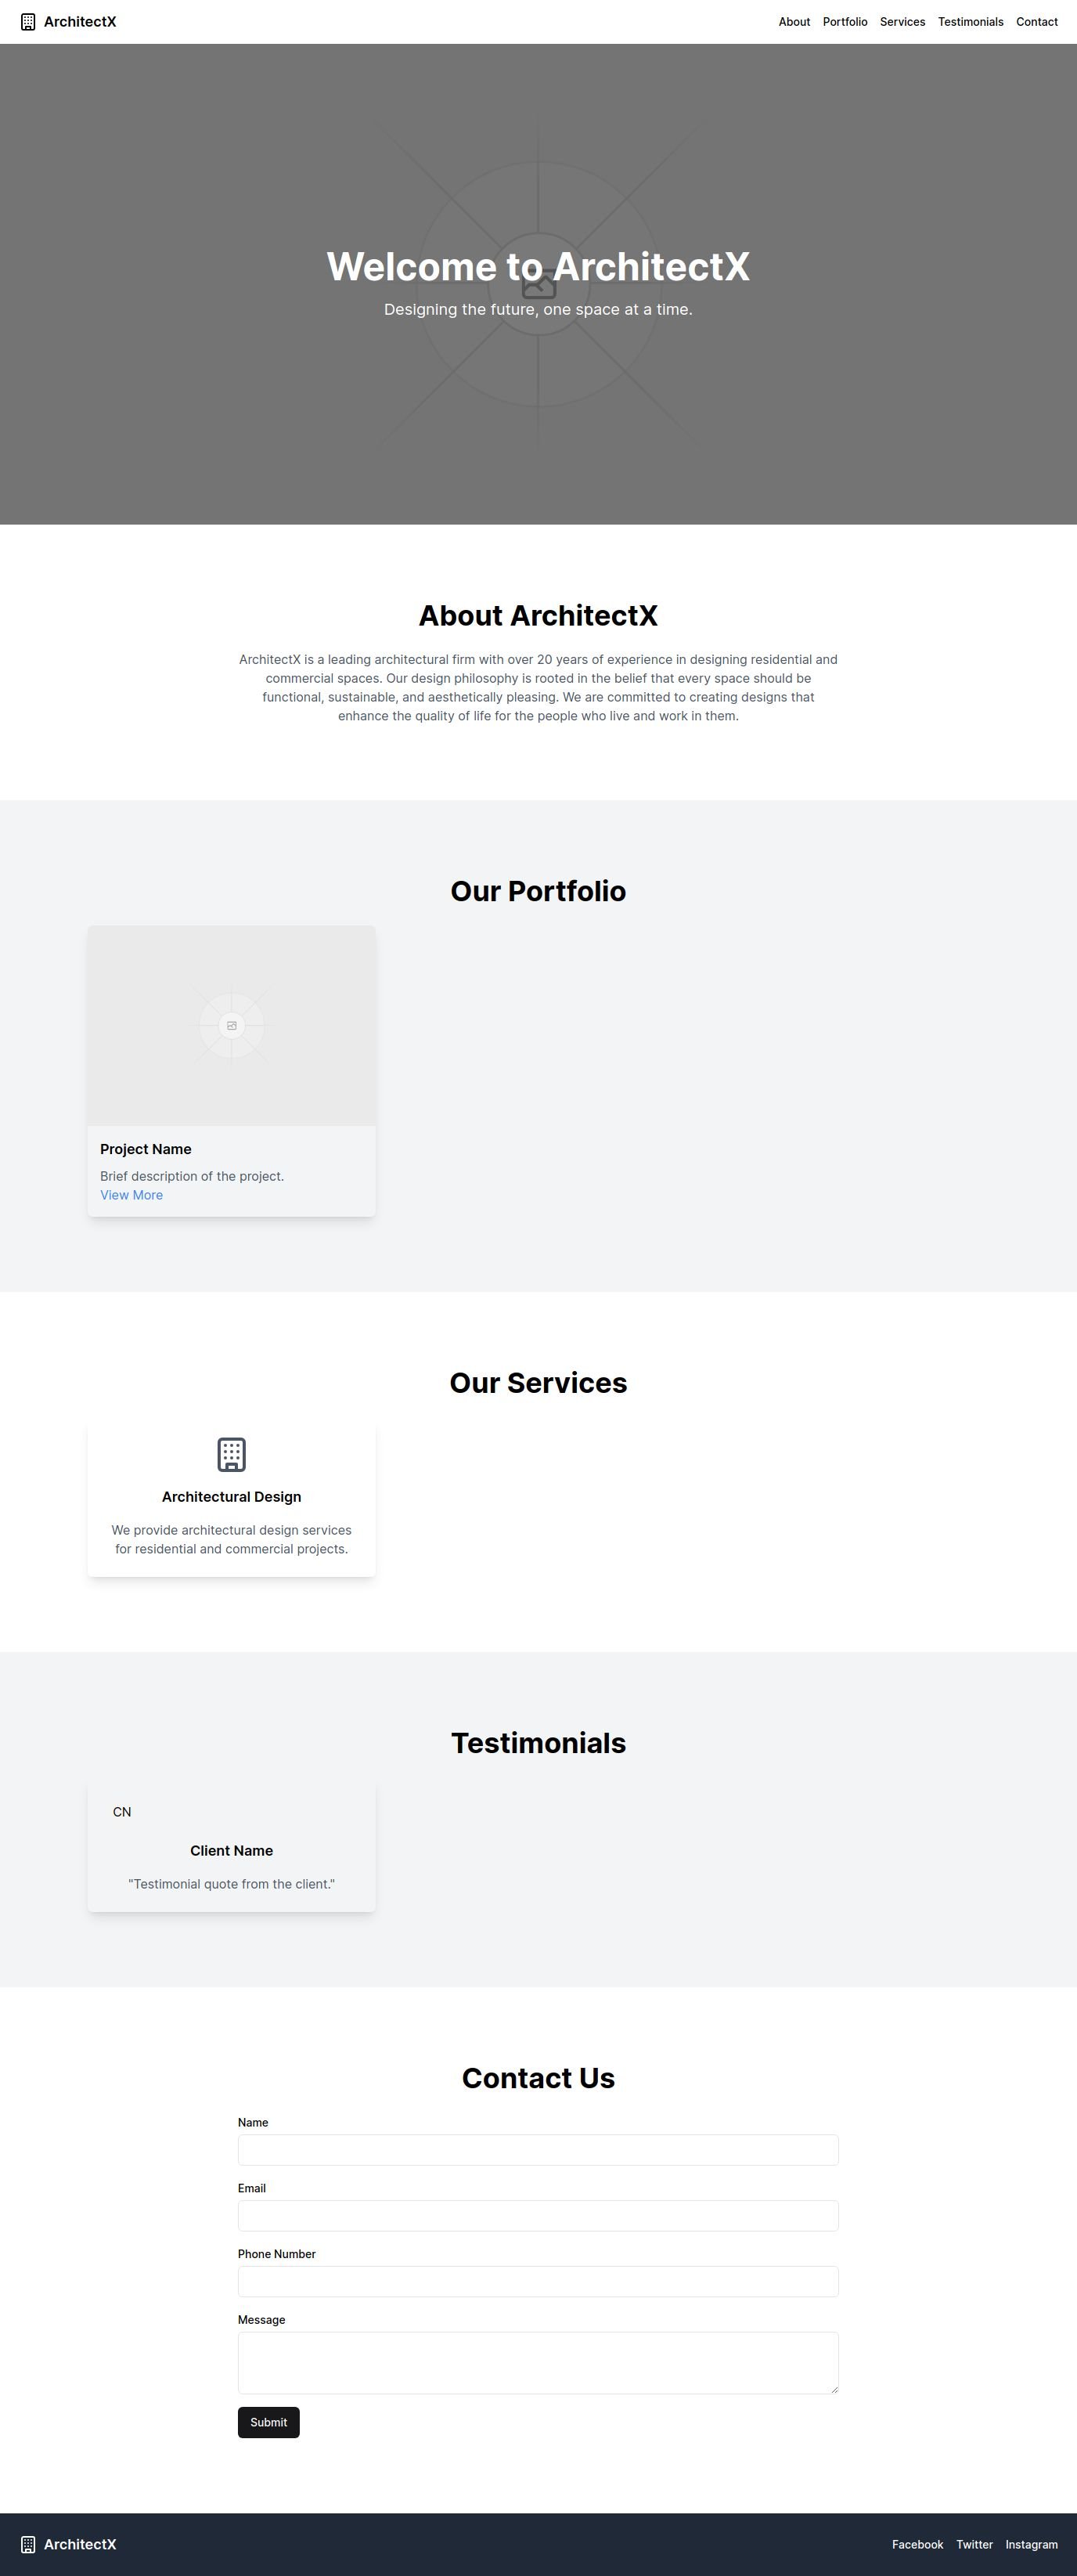 ArchitectX
About Portfolio Services Testimonials Contact
Welcome to ArchitectX
Designing the future, one space at a time.
About ArchitectX
ArchitectX is a leading architectural firm with over 20 years of experience in designing residential and
commercial spaces. Our design philosophy is rooted in the belief that every space should be
functional, sustainable, and aesthetically pleasing. We are committed to creating designs that
enhance the quality of life for the people who live and work in them.
Our Portfolio
Project Name
Brief description of the project.
View More
Our Services
Architectural Design
We provide architectural design services
for residential and commercial projects.
Testimonials
CN
Client Name
"Testimonial quote from the client."
Contact Us
Name
Email
Phone Number
Message
Submit
ArchitectX
Facebook Twitter Instagram